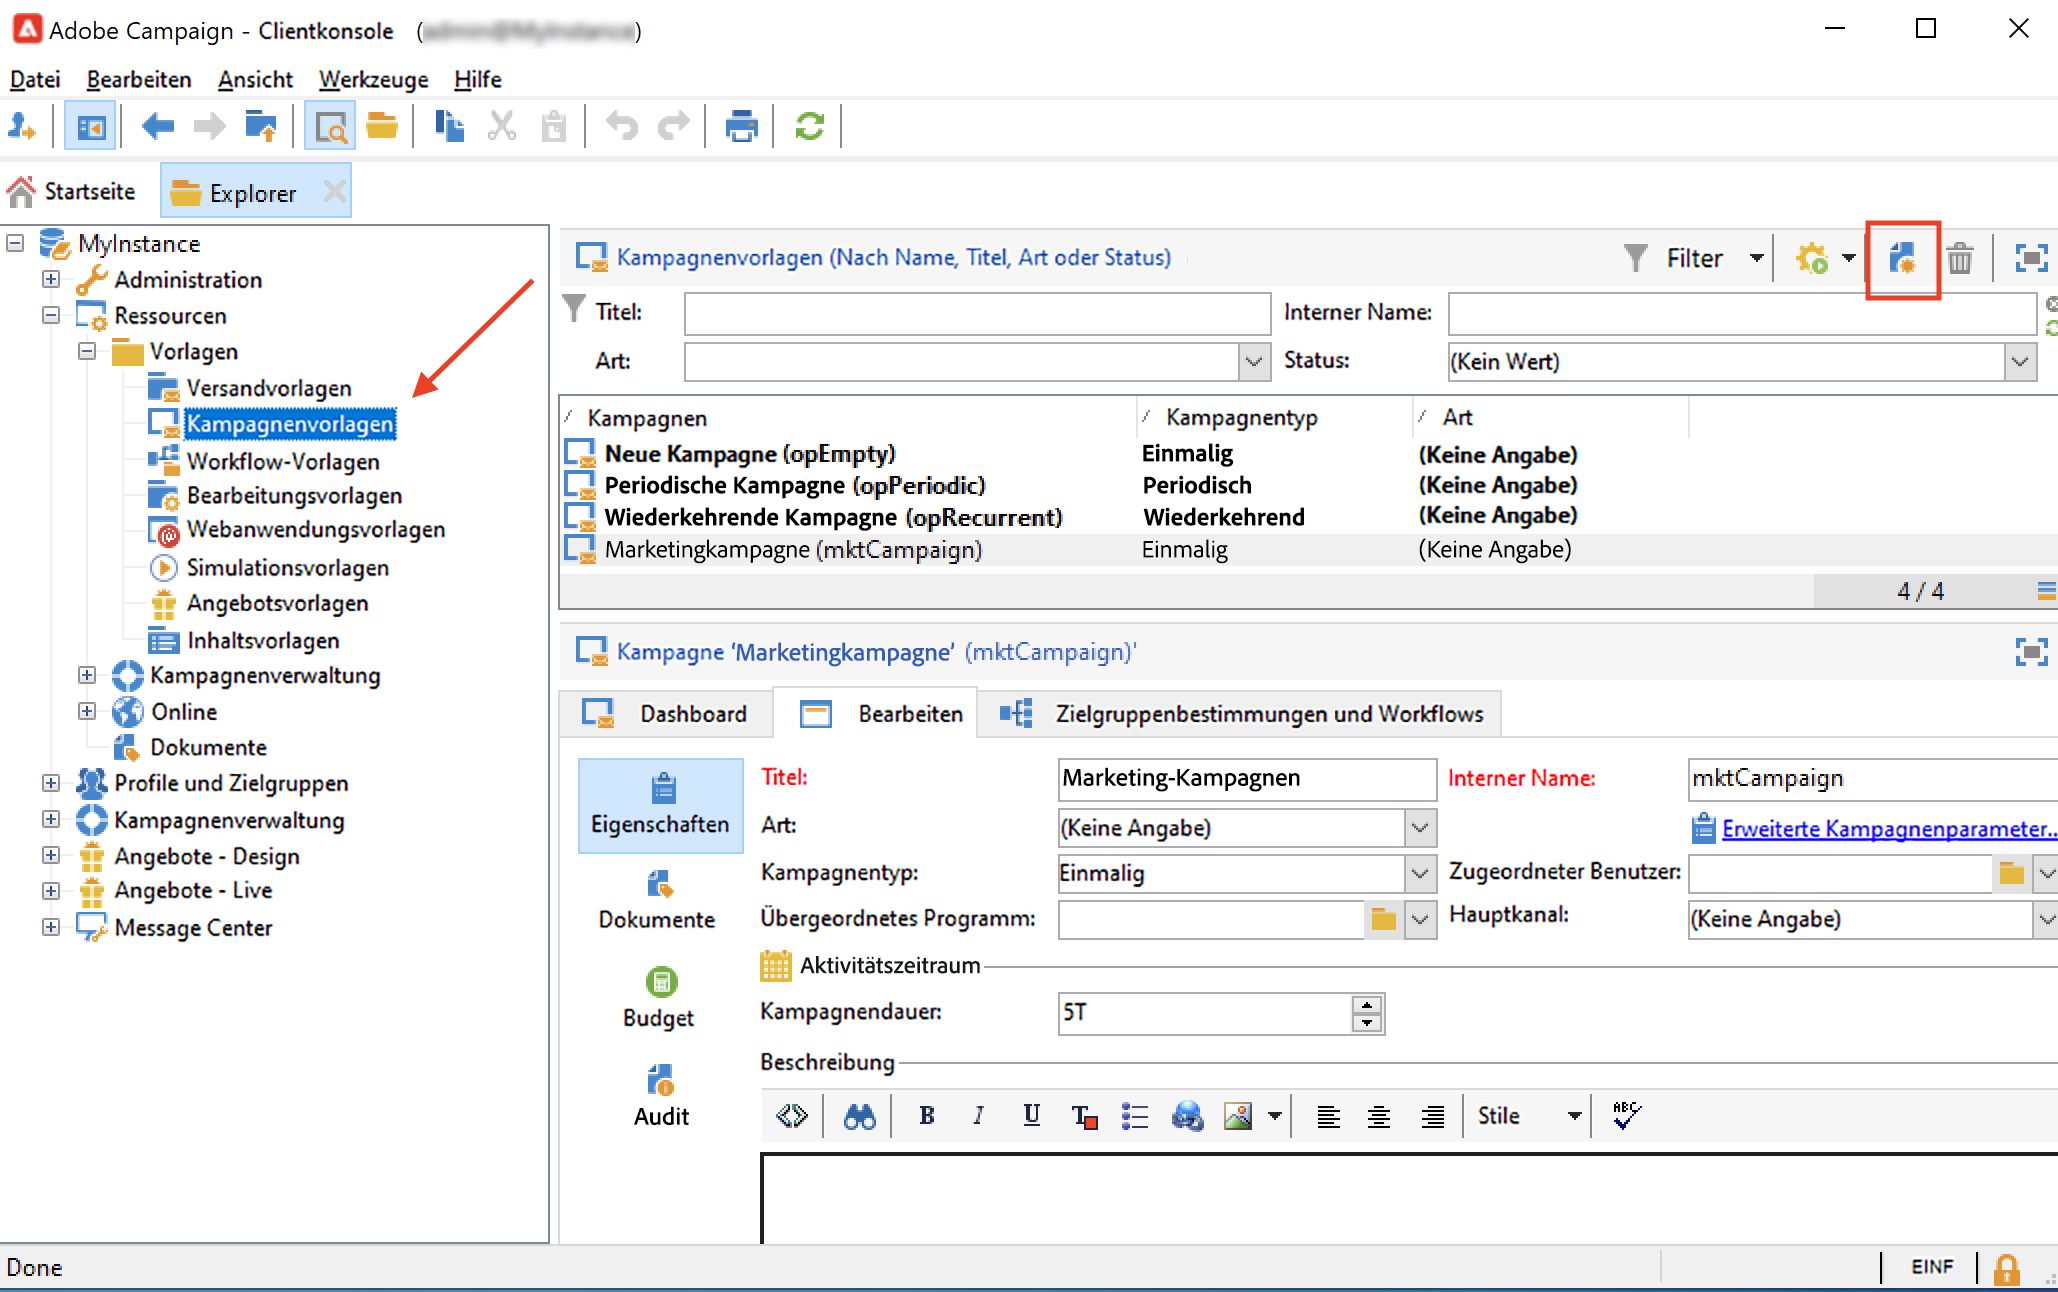 Adobe Campaign - Clientkonsole ( )
Datei Bearbeiten Ansicht Werkzeuge Hilfe
Startseite Explorer
MyInstance
Administration
Ressourcen
Vorlagen
Versandvorlagen
Kampagnenvorlagen
Workflow-Vorlagen
Bearbeitungsvorlagen
Webanwendungsvorlagen
Simulationsvorlagen
Angebotsvorlagen
Inhaltsvorlagen
Kampagnenverwaltung
Online
Dokumente
Profile und Zielgruppen
Kampagnenverwaltung
Angebote - Design
Angebote - Live
Message Center
Kampagnenvorlagen (Nach Name, Titel, Art oder Status) Filter
Titel: Interner Name:
Art: Status: (Kein Wert)
Kampagnen Kampagnentyp Art
Neue Kampagne (opEmpty) Einmalig (Keine Angabe)
Periodische Kampagne (opPeriodic) Periodisch (Keine Angabe)
Wiederkehrende Kampagne (opRecurrent) Wiederkehrend (Keine Angabe)
Marketingkampagne (mktCampaign) Einmalig (Keine Angabe)
4 / 4
Kampagne ‘Marketingkampagne’ (mktCampaign)'
Dashboard Bearbeiten Zielgruppenbestimmungen und Workflows
Eigenschaften
Dokumente
Budget
Audit
Titel: Marketing-Kampagnen Interner Name: mktCampaign
Art: (Keine Angabe) Erweiterte Kampagnenparameter...
Kampagnentyp: Einmalig Zugeordneter Benutzer:
Übergeordnetes Programm: Hauptkanal: (Keine Angabe)
Aktivitätszeitraum
Kampagnendauer: 5T
Beschreibung
B I U T Stile ABC
Done EINF